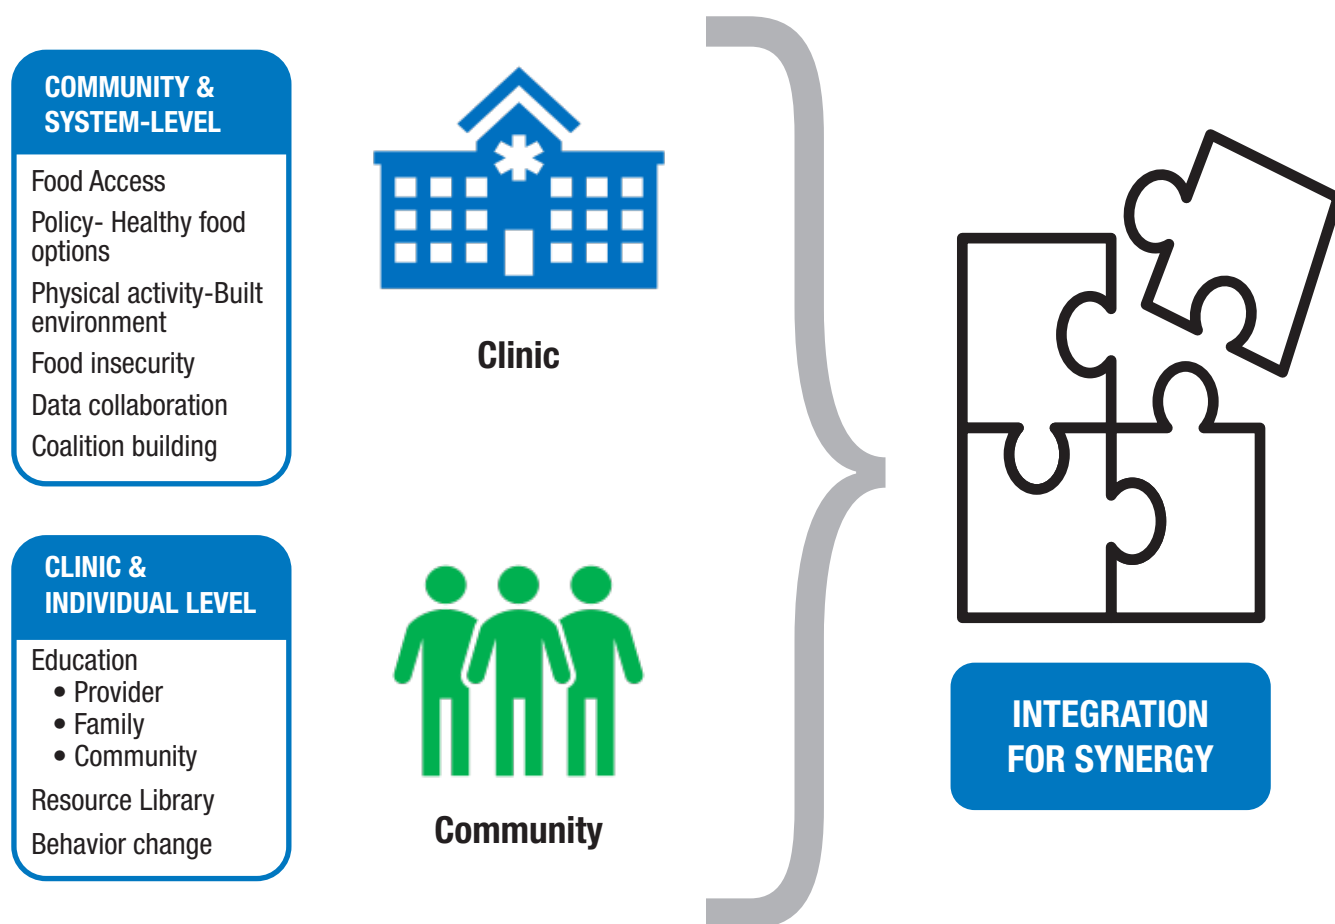 COMMUNITY &
SYSTEM-LEVEL
Food Access
Policy- Healthy food
options
Physical activity-Built
environment
Food insecurity
Data collaboration
Coalition building
Clinic
CLINIC &
INDIVIDUAL LEVEL
Education
• Provider
• Family
• Community
Resource Library
Behavior change
Community
INTEGRATION
FOR SYNERGY